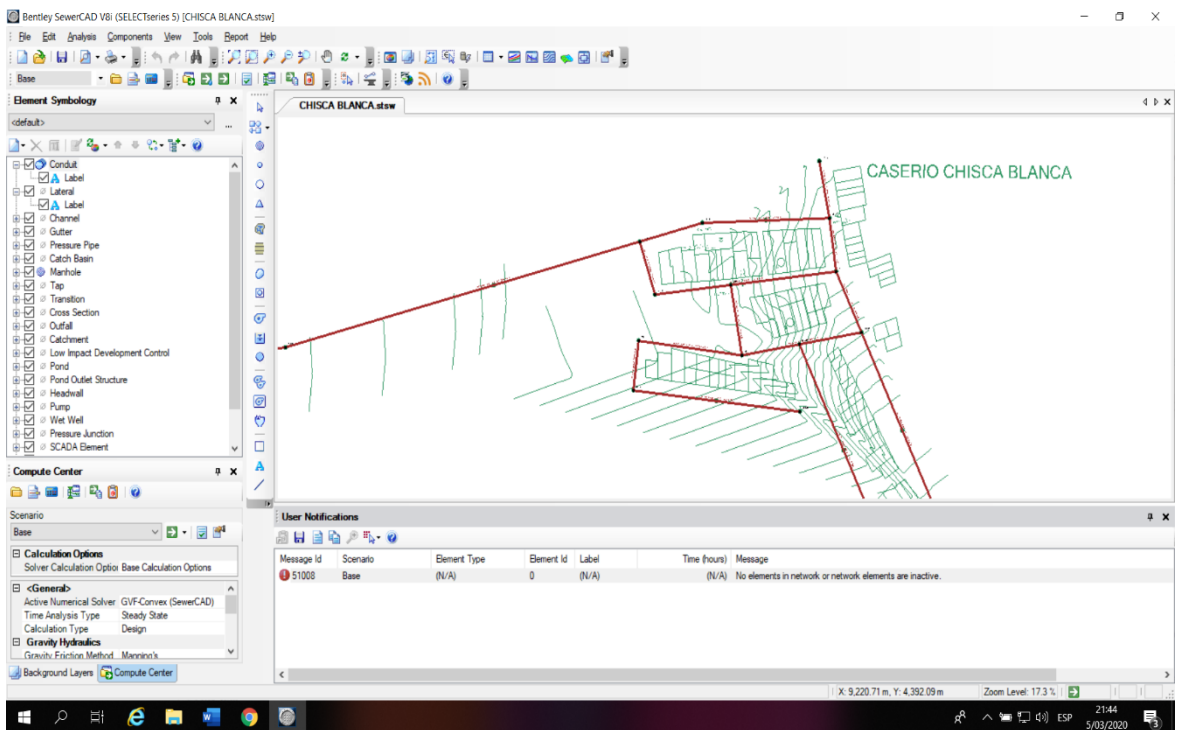 Bentley SewerCAD V8i (SELECTseries 5) [CHISCA BLANCA.stsw]
File Edit Analysis Components View Tools Report Help
Base
Element Symbology
<default>
Conduit
Label
Lateral
Label
Channel
Gutter
Pressure Pipe
Catch Basin
Manhole
Tap
Transition
Cross Section
Outfall
Catchment
Low Impact Development Control
Pond
Pond Outlet Structure
Headwall
Pump
Wet Well
Pressure Junction
SCADA Element
CHISCA BLANCA.stsw
CASERIO CHISCA BLANCA
Compute Center
Scenario
Base
Calculation Options
Solver Calculation Optio Base Calculation Options
<General>
Active Numerical Solver GVF-Convex (SewerCAD)
Time Analysis Type Steady State
Calculation Type Design
Gravity Hydraulics
Gravity Friction Method Manning's
Background Layers Compute Center
User Notifications
Message Id Scenario Element Type Element Id Label Time (hours) Message
51008 Base (N/A) 0 (N/A) (N/A) No elements in network or network elements are inactive.
X: 9,220.71 m, Y: 4,392.09 m Zoom Level: 17.3 %
ESP
21:44
5/03/2020
3